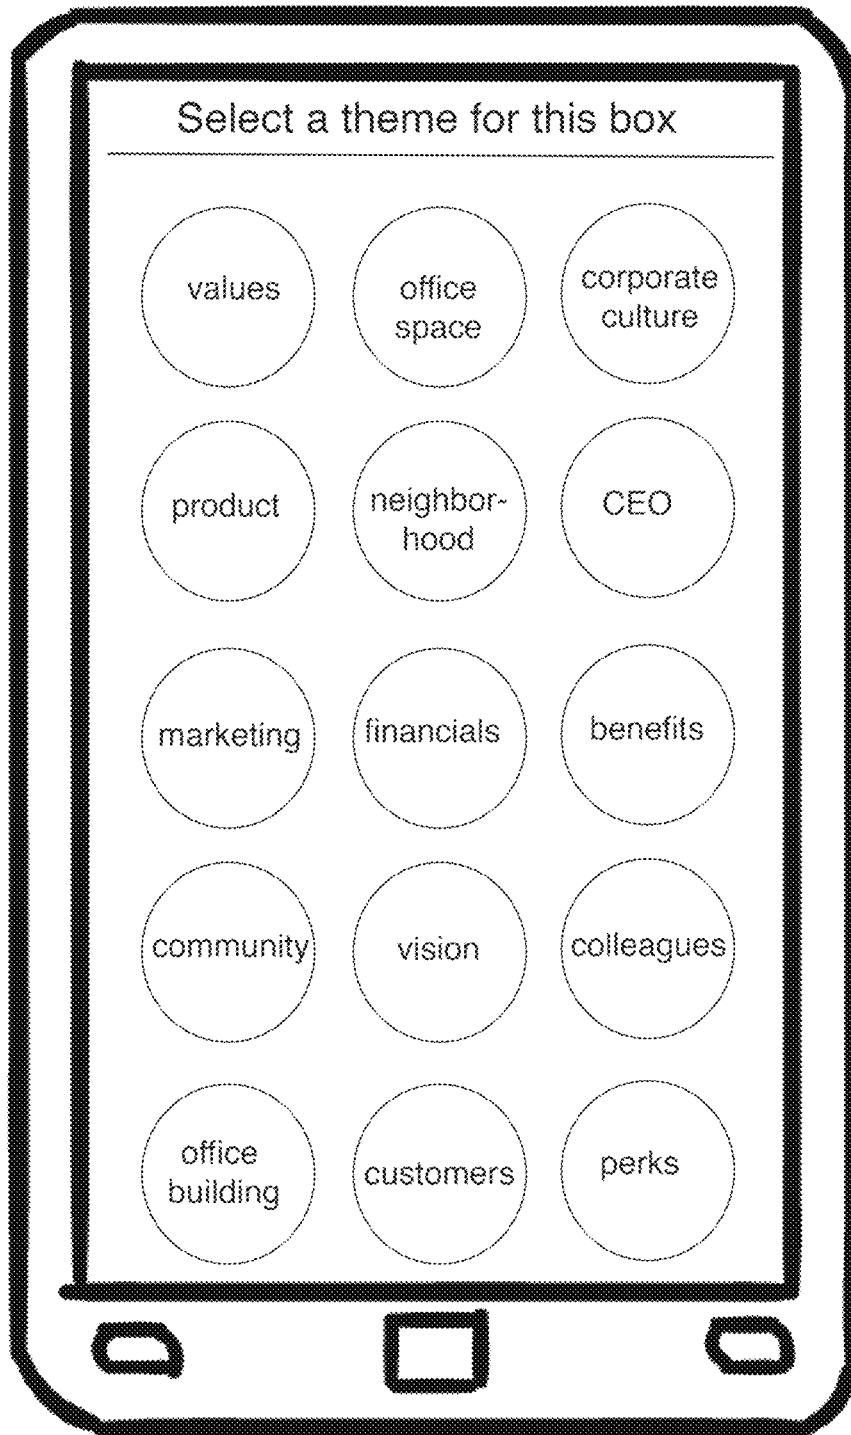 Select a theme for this box
values
office
space
corporate
culture
product
neighbor-
hood
CEO
marketing
financials
benefits
community
vision
colleagues
office
building
customers
perks